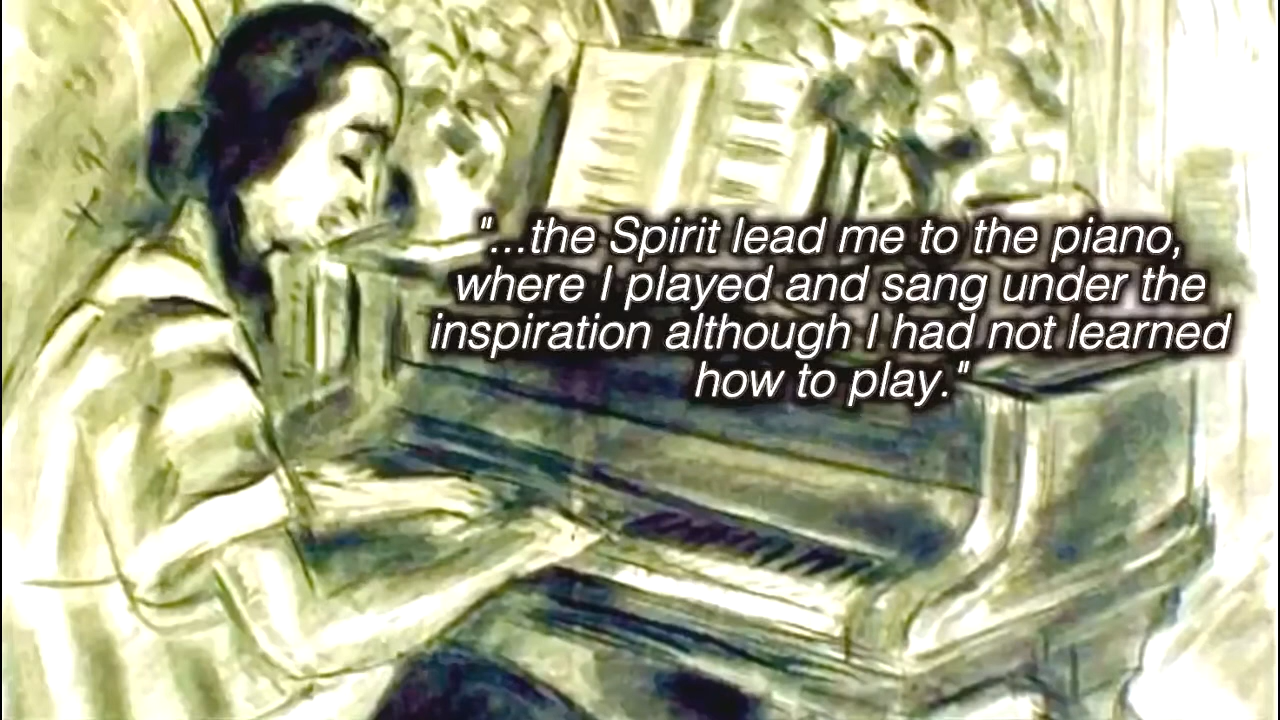 "...the Spirit lead me to the piano,
where I played and sang under the
inspiration although I had not learned
how to play."